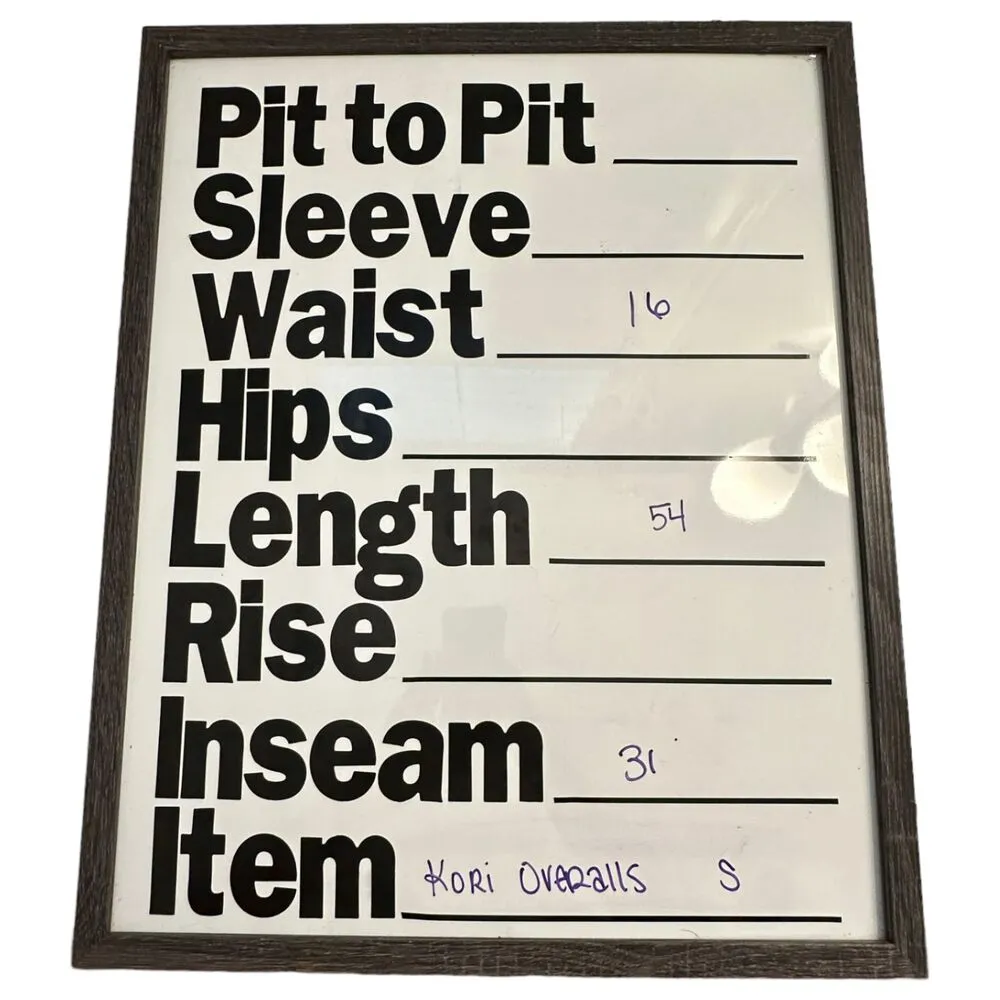 Pit to Pit
Sleeve
Waist 16
Hips
Length 54
Rise
Inseam 31
Item Kori Overalls S